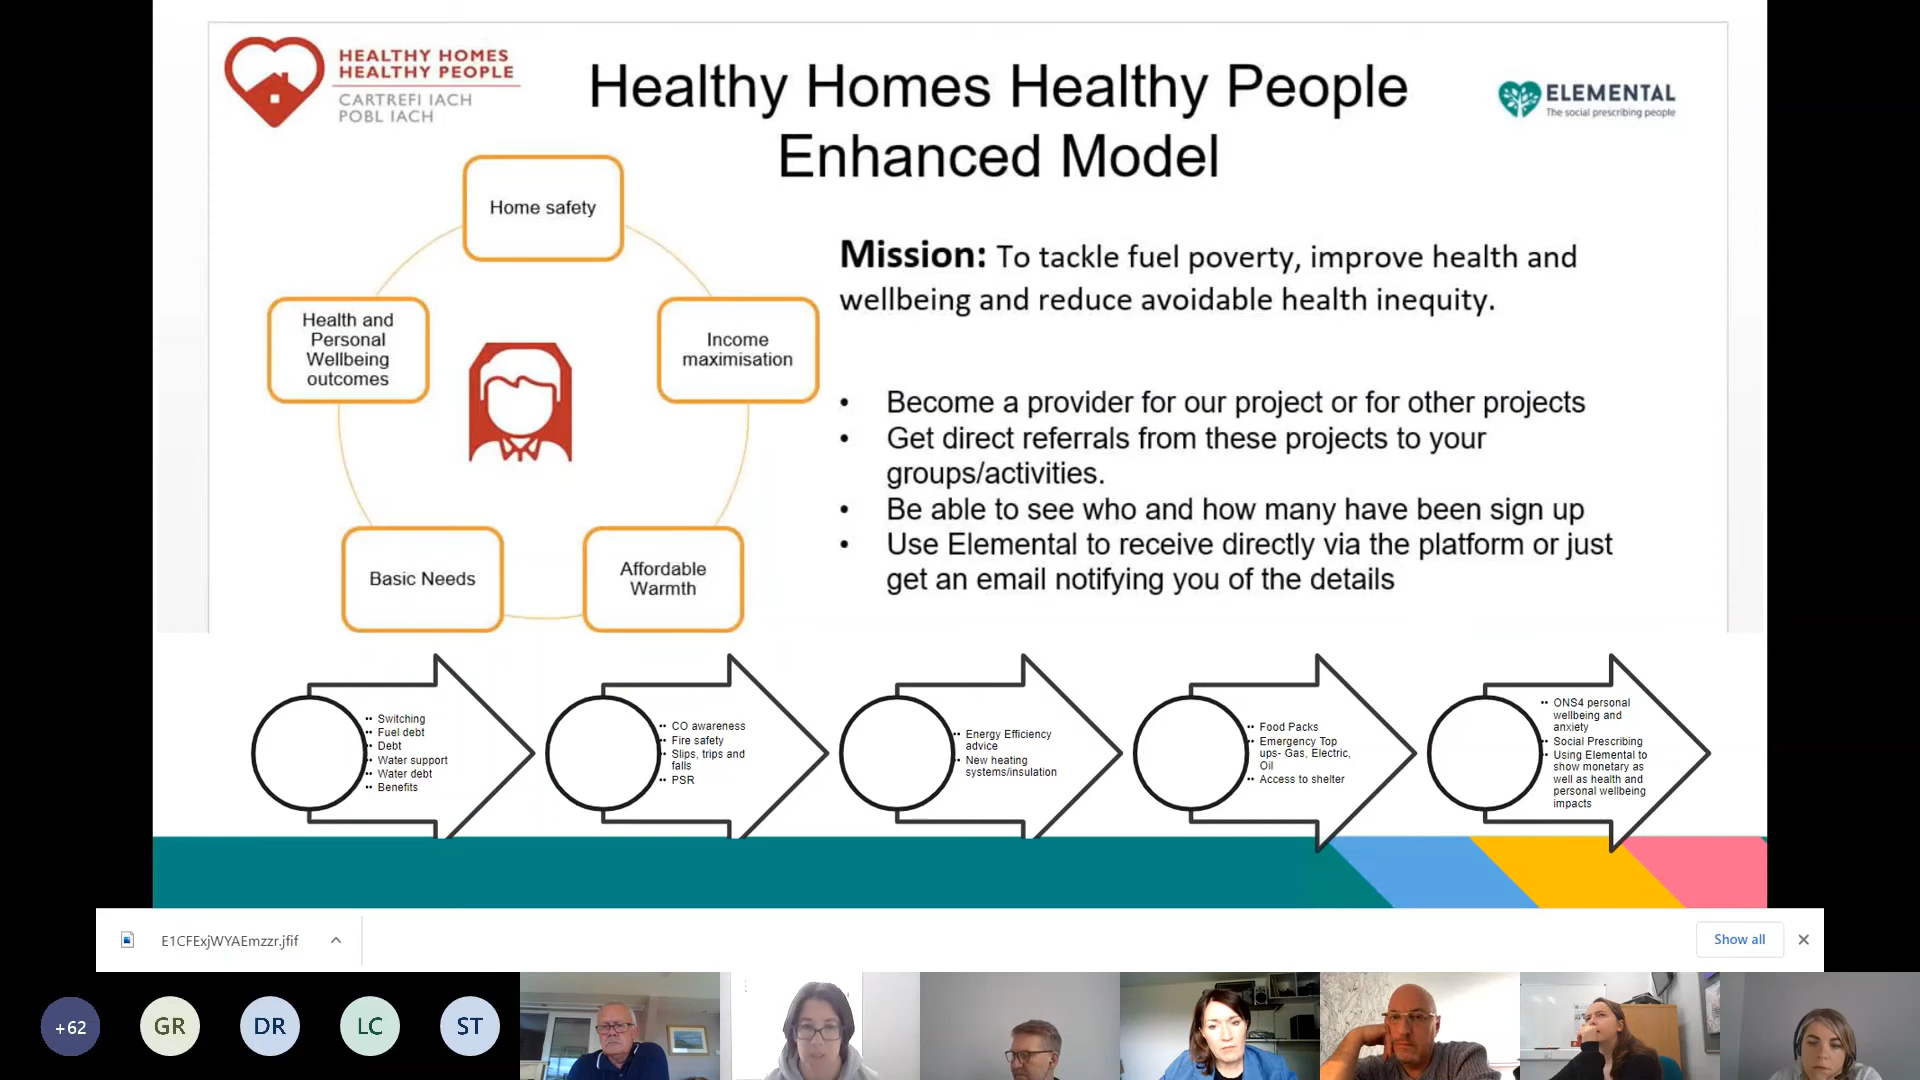 HEALTHY HOMES
HEALTHY PEOPLE
CARTREFI IACH
POBL IACH
Healthy Homes Healthy People
Enhanced Model
ELEMENTAL
The social prescribing people
Home safety
Health and
Personal
Wellbeing
outcomes
Income
maximisation
Basic Needs
Affordable
Warmth
Mission: To tackle fuel poverty, improve health and
wellbeing and reduce avoidable health inequity.
• Become a provider for our project or for other projects
• Get direct referrals from these projects to your
groups/activities.
• Be able to see who and how many have been sign up
• Use Elemental to receive directly via the platform or just
get an email notifying you of the details
•• Switching
•• Fuel debt
•• Debt
•• Water support
•• Water debt
•• Benefits
•• CO awareness
•• Fire safety
•• Slips, trips and
falls
•• PSR
•• Energy Efficiency
advice
•• New heating
systems/insulation
•• Food Packs
•• Emergency Top
ups- Gas, Electric,
Oil
•• Access to shelter
•• ONS4 personal
wellbeing and
anxiety
•• Social Prescribing
•• Using Elemental to
show monetary as
well as health and
personal wellbeing
impacts
E1CFExjWYAEmzzr.jfif
Show all
+62
GR
DR
LC
ST